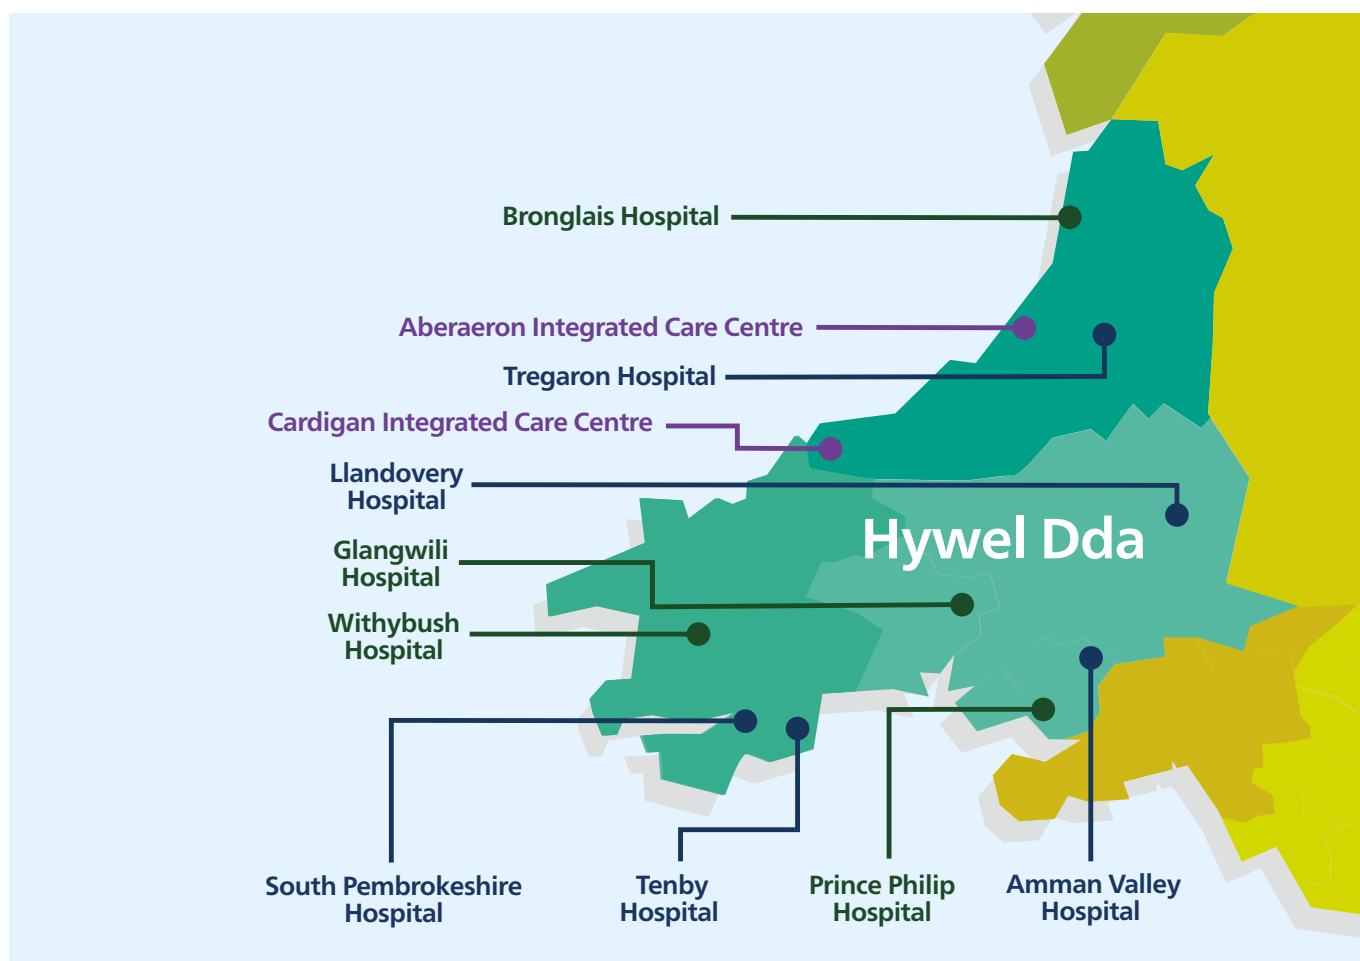 Bronglais Hospital
Aberaeron Integrated Care Centre
Tregaron Hospital
Cardigan Integrated Care Centre
Llandovery
Hospital
Hywel Dda
Glangwili
Hospital
Withybush
Hospital
South Pembrokeshire
Hospital
Tenby
Hospital
Prince Philip
Hospital
Amman Valley
Hospital